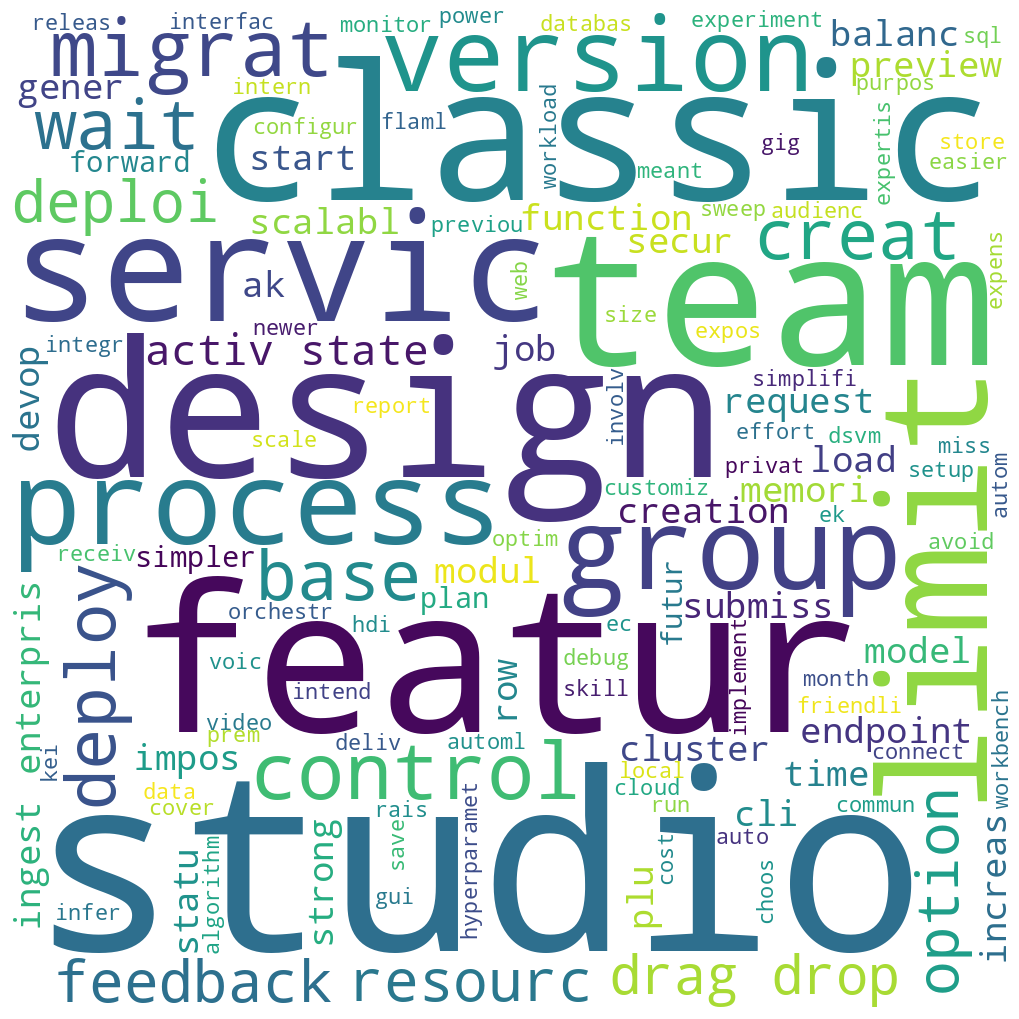 releas
interfac
monitor
power
databas
experiment
balanc
sql
migrat
version
preview
gener
intern
classic
purpos
wait
configur
flaml
workload
gig
expertis
store
easier
forward
start
meant
deploi
scalabl
previou
function
sweep
audienc
creat
secur
servic
ak
web
team
expens
size
newer
expos
integr
activ state
job
devop
design
report
involv
simplifi
request
limit
scale
effort
dsvm
miss
privat
load
setup
autom
process
customiz
memori
creation
ek
optim
avoid
receiv
simpler
base
modul
group
plan
futur
submiss
deploy
orchestr
hdi
ec
featur
implement
model
voic
debug
ingest enterpris
intend
skill
row
month
friendli
video
prem
deliv
automl
endpoint
workbench
kei
impos
control
cluster
connect
local
time
data
cover
rais
cloud
run
cli
commun
option
increas
studio
statu
algorithm
strong
save
hyperparamet
auto
cost
choos
gui
plu
infer
feedback
resourc
drag drop